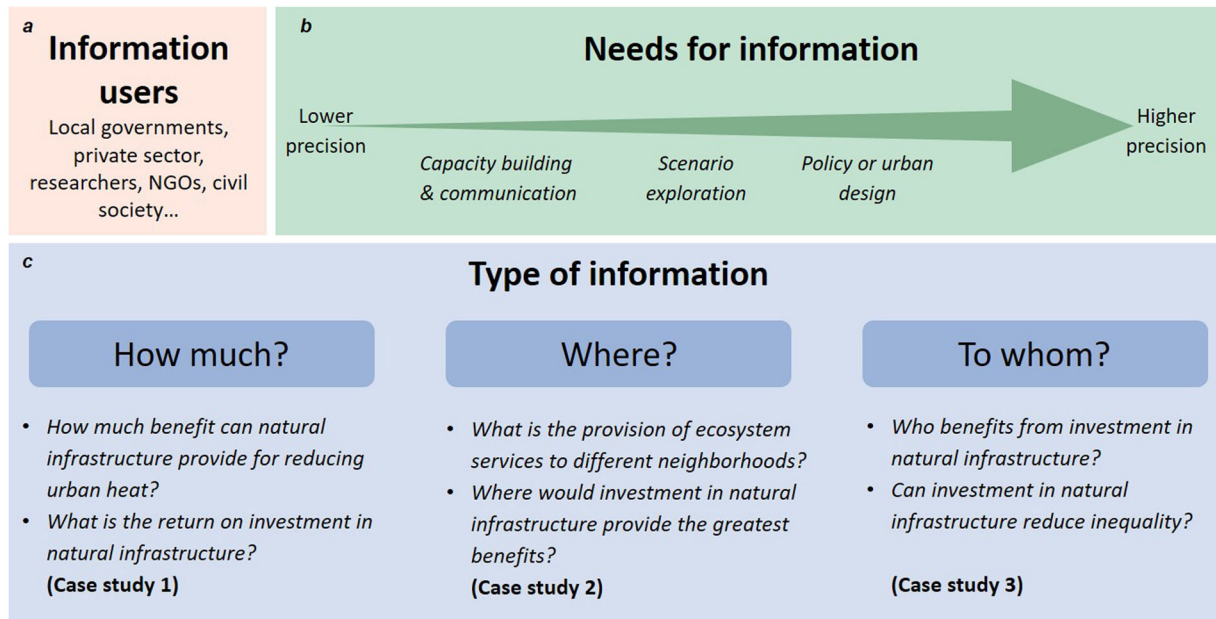 a
Information
users
Local governments,
private sector,
researchers, NGOs, civil
society...
b
Needs for information
Lower
precision
Higher
precision
Capacity building
& communication
Scenario
exploration
Policy or urban
design
c
Type of information
How much?
• How much benefit can natural
infrastructure provide for reducing
urban heat?
• What is the return on investment in
natural infrastructure?
(Case study 1)
Where?
• What is the provision of ecosystem
services to different neighborhoods?
• Where would investment in natural
infrastructure provide the greatest
benefits?
(Case study 2)
To whom?
• Who benefits from investment in
natural infrastructure?
• Can investment in natural
infrastructure reduce inequality?
(Case study 3)